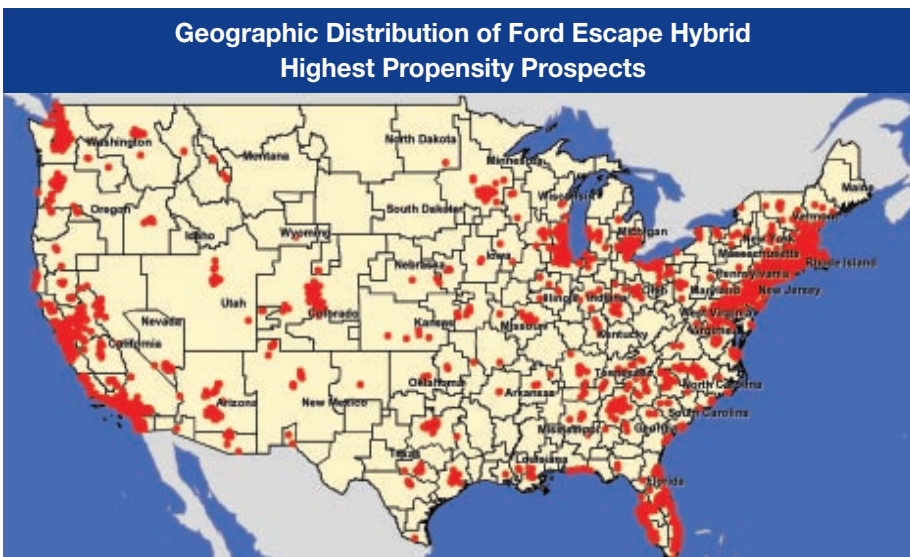 Geographic Distribution of Ford Escape Hybrid
Highest Propensity Prospects
Washington
Montana
North Dakota
Minnesota
Maine
Oregon
Idaho
Wyoming
South Dakota
Wisconsin
Michigan
Vermont
New York
Massachusetts
Rhode Island
Nebraska
Iowa
Pennsylvania
New Jersey
Nevada
Utah
Colorado
Kansas
Missouri
Illinois
Indiana
Ohio
Maryland
West Virginia
Virginia
California
Kentucky
Arizona
New Mexico
Oklahoma
Arkansas
Tennessee
North Carolina
South Carolina
Texas
Louisiana
Mississippi
Georgia
Florida